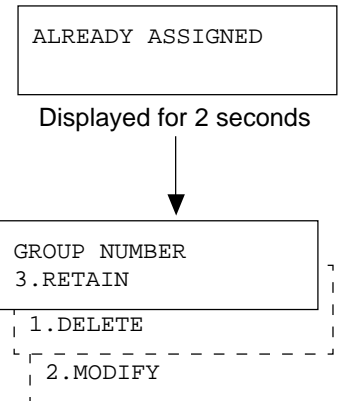 ALREADY ASSIGNED
Displayed for 2 seconds
GROUP NUMBER
3.RETAIN
1.DELETE
2.MODIFY